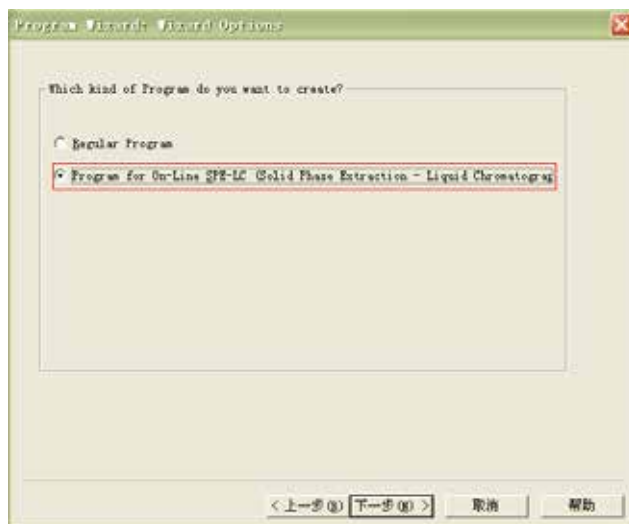 Program Wizard: Wizard Options
Which kind of Program do you want to create?
Regular Program
Program for On-Line SPE-LC (Solid Phase Extraction - Liquid Chromatograp
< 上一步(B) 下一步(N) > 取消 帮助